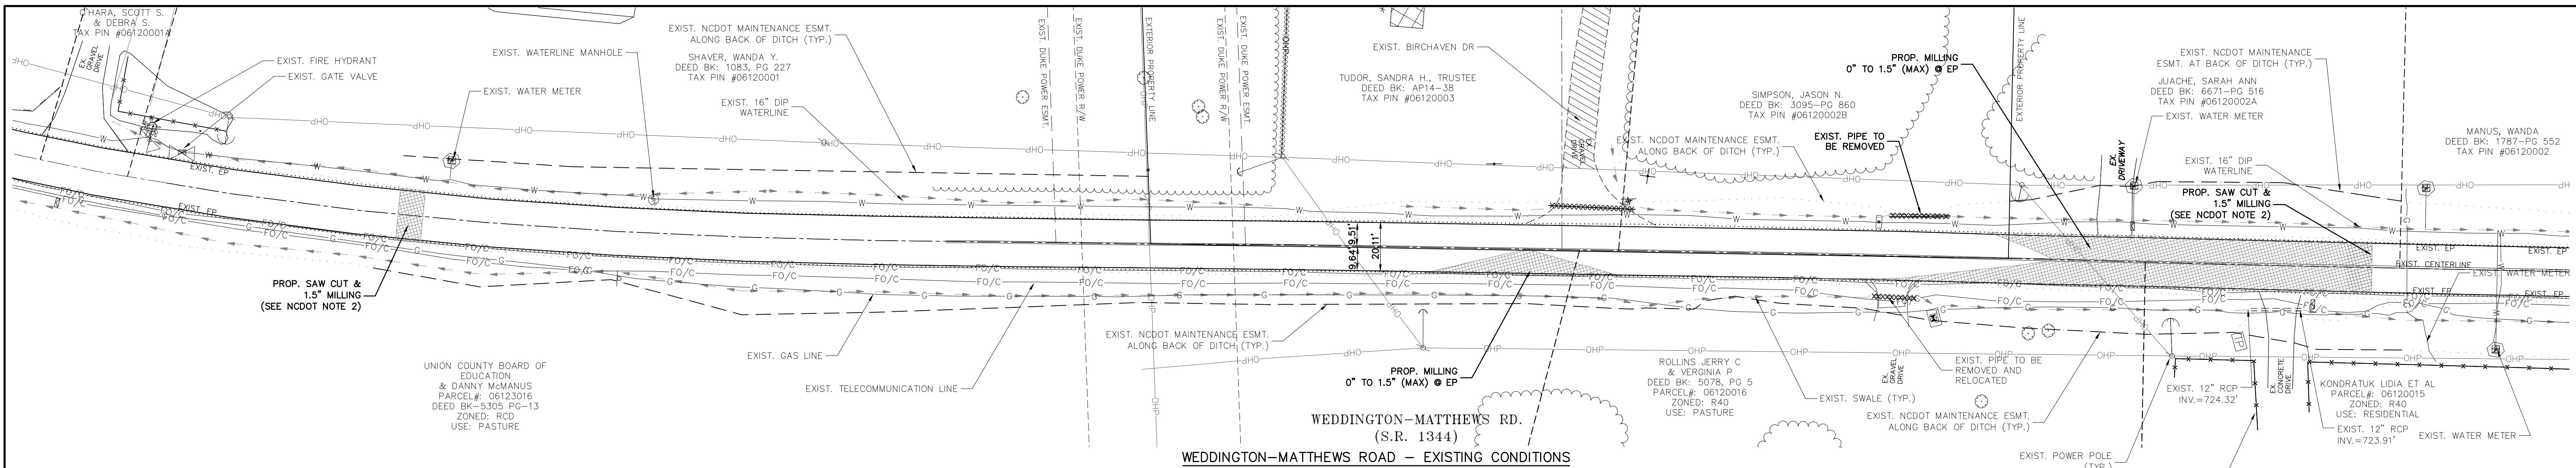 O'HARA, SCOTT S.
& DEBRA S.
TAX PIN #06120001A
EX.
GRAVEL
DRIVE
EXIST. FIRE HYDRANT
EXIST. GATE VALVE
EXIST. WATERLINE MANHOLE
EXIST. WATER METER
EXIST. NCDOT MAINTENANCE ESMT.
ALONG BACK OF DITCH (TYP.)
SHAVER, WANDA Y.
DEED BK: 1083, PG 227
TAX PIN #06120001
EXIST. 16" DIP
WATERLINE
EXIST. DUKE POWER ESMT.
EXIST. DUKE POWER R/W
EXTERIOR PROPERTY LINE
EXIST. DUKE POWER R/W
EXIST. DUKE POWER ESMT.
EXIST. BIRCHAVEN DR
TUDOR, SANDRA H., TRUSTEE
DEED BK: AP14-38
TAX PIN #06120003
EX.
GRAVEL
DRIVE
PROP. MILLING
0" TO 1.5" (MAX) @ EP
SIMPSON, JASON N.
DEED BK: 3095-PG 860
TAX PIN #06120002B
EXIST. NCDOT MAINTENANCE ESMT.
ALONG BACK OF DITCH (TYP.)
EXIST. PIPE TO
BE REMOVED
EXTERIOR PROPERTY LINE
EXIST. NCDOT MAINTENANCE
ESMT. AT BACK OF DITCH (TYP.)
JUACHE, SARAH ANN
DEED BK: 6671-PG 516
TAX PIN #06120002A
EXIST. WATER METER
EX.
DRIVEWAY
EXIST. 16" DIP
WATERLINE
PROP. SAW CUT &
1.5" MILLING
(SEE NCDOT NOTE 2)
MANUS, WANDA
DEED BK: 1787-PG 552
TAX PIN #06120002
EXIST. EP
EXIST. EP
9.64'
9.51'
20.11'
EXIST. EP
EXIST. EP
EXIST. CENTERLINE
EXIST. WATER METER
EXIST. EP
EXIST. EP
PROP. SAW CUT &
1.5" MILLING
(SEE NCDOT NOTE 2)
UNION COUNTY BOARD OF
EDUCATION
& DANNY McMANUS
PARCEL#: 06123016
DEED BK-5305 PG-13
ZONED: RCD
USE: PASTURE
EXIST. GAS LINE
EXIST. TELECOMMUNICATION LINE
EXIST. NCDOT MAINTENANCE ESMT.
ALONG BACK OF DITCH (TYP.)
PROP. MILLING
0" TO 1.5" (MAX) @ EP
ROLLINS JERRY C
& VERGINIA P
DEED BK: 5078, PG 5
PARCEL#: 06120016
ZONED: R40
USE: PASTURE
EXIST. SWALE (TYP.)
EX.
GRAVEL
DRIVE
EXIST. PIPE TO BE
REMOVED AND
RELOCATED
EXIST. NCDOT MAINTENANCE ESMT.
ALONG BACK OF DITCH (TYP.)
EXIST. 12" RCP
INV.=724.32'
EX.
CONCRETE
DRIVE
KONDRATUK LIDIA ET AL
PARCEL#: 06120015
ZONED: R40
USE: RESIDENTIAL
EXIST. 12" RCP
INV.=723.91'
EXIST. WATER METER
EXIST. POWER POLE
(TYP.)
WEDDINGTON-MATTHEWS RD.
(S.R. 1344)
WEDDINGTON-MATTHEWS ROAD - EXISTING CONDITIONS